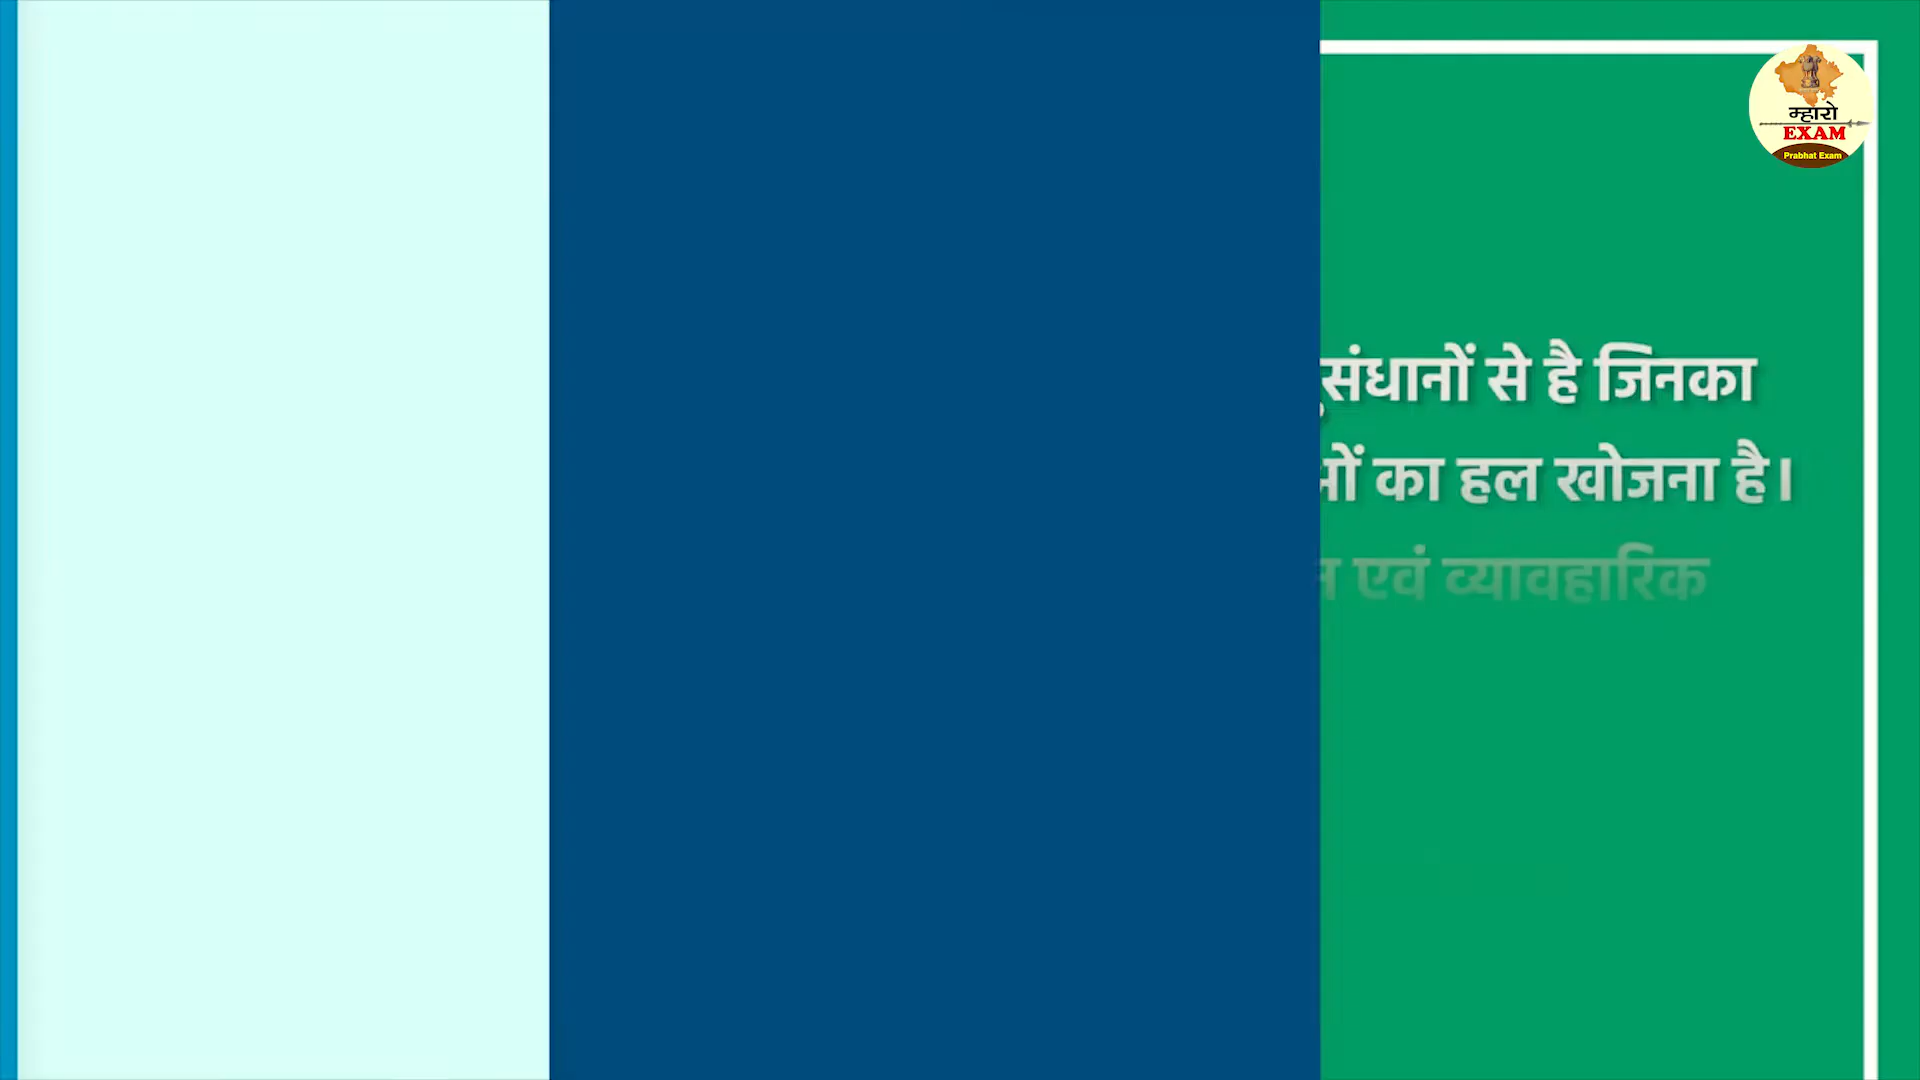 म्हारो
EXAM
Prabhat Exam
से है जिनका
का हल खोजना है।
एवं व्यावहारिक